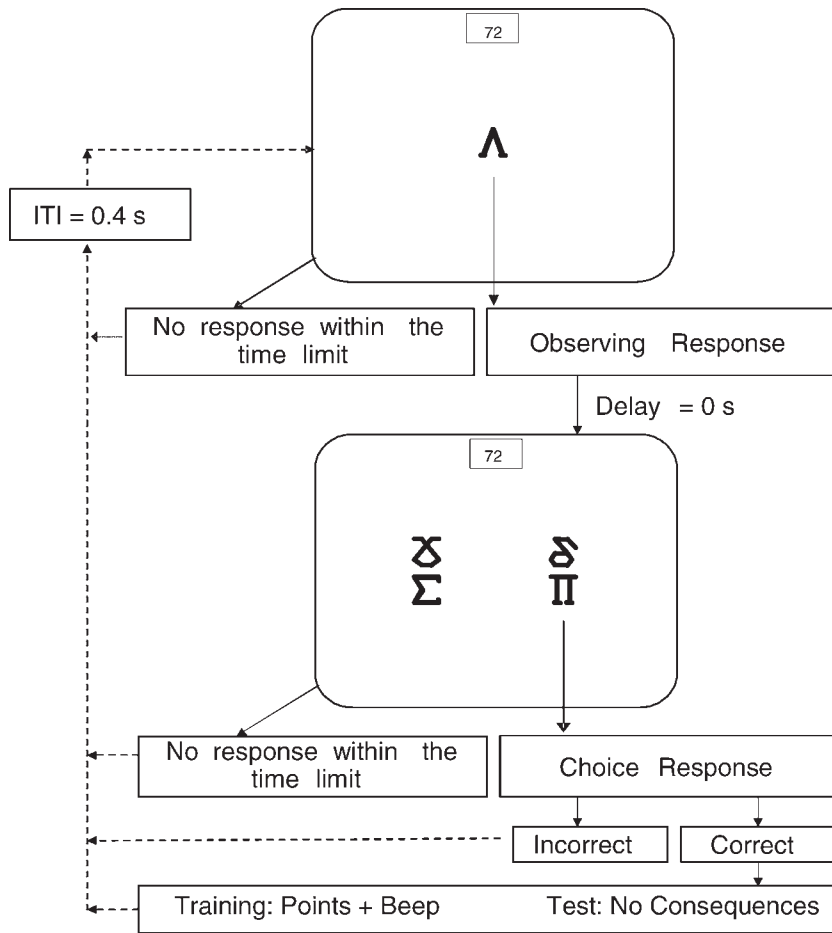 72
Λ
ITI = 0.4 s
No response within the
time limit
Observing Response
Delay = 0 s
72
Ɣ δ
Σ Π
No response within the
time limit
Choice Response
Incorrect Correct
Training: Points + Beep Test: No Consequences